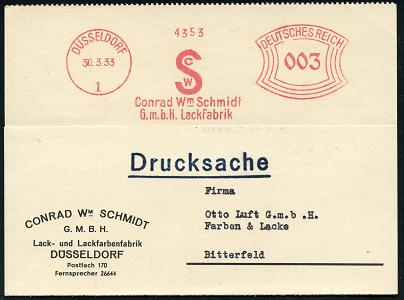 4353
DÜSSELDORF
30.3.33
1
C
S
W
DEUTSCHES REICH
003
Conrad Wm Schmidt
G.m.b.H. Lackfabrik
Drucksache
Firma
Otto Luft G.m.b.H.
Farben & Lacke
Bitterfeld
CONRAD WM SCHMIDT
G. M. B. H.
Lack- und Lackfarbenfabrik
DÜSSELDORF
Postfach 170
Fernsprecher 26644